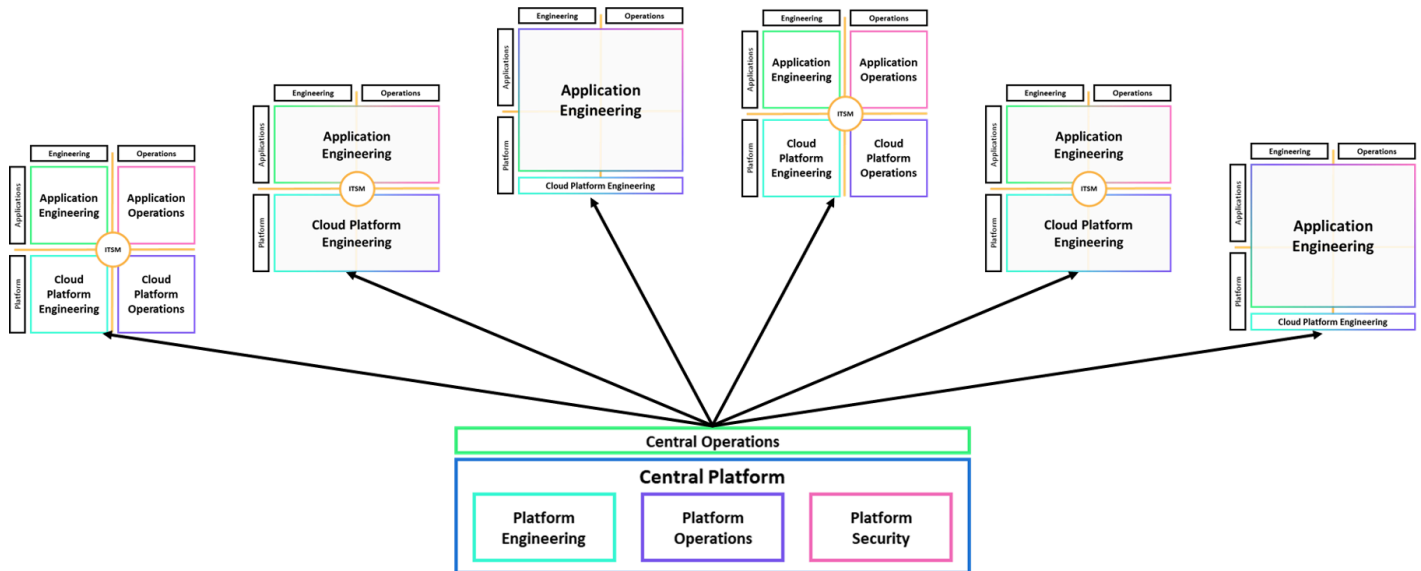 Engineering
Operations
Applications
Platform
Application
Engineering
Application
Operations
ITSM
Cloud
Platform
Engineering
Cloud
Platform
Operations
Engineering
Operations
Applications
Platform
Application
Engineering
ITSM
Cloud Platform
Engineering
Engineering
Operations
Applications
Platform
Application
Engineering
Cloud Platform Engineering
Engineering
Operations
Applications
Platform
Application
Engineering
Application
Operations
ITSM
Cloud
Platform
Engineering
Cloud
Platform
Operations
Engineering
Operations
Applications
Platform
Application
Engineering
ITSM
Cloud Platform
Engineering
Engineering
Operations
Applications
Platform
Application
Engineering
Cloud Platform Engineering
Central Operations
Central Platform
Platform
Engineering
Platform
Operations
Platform
Security